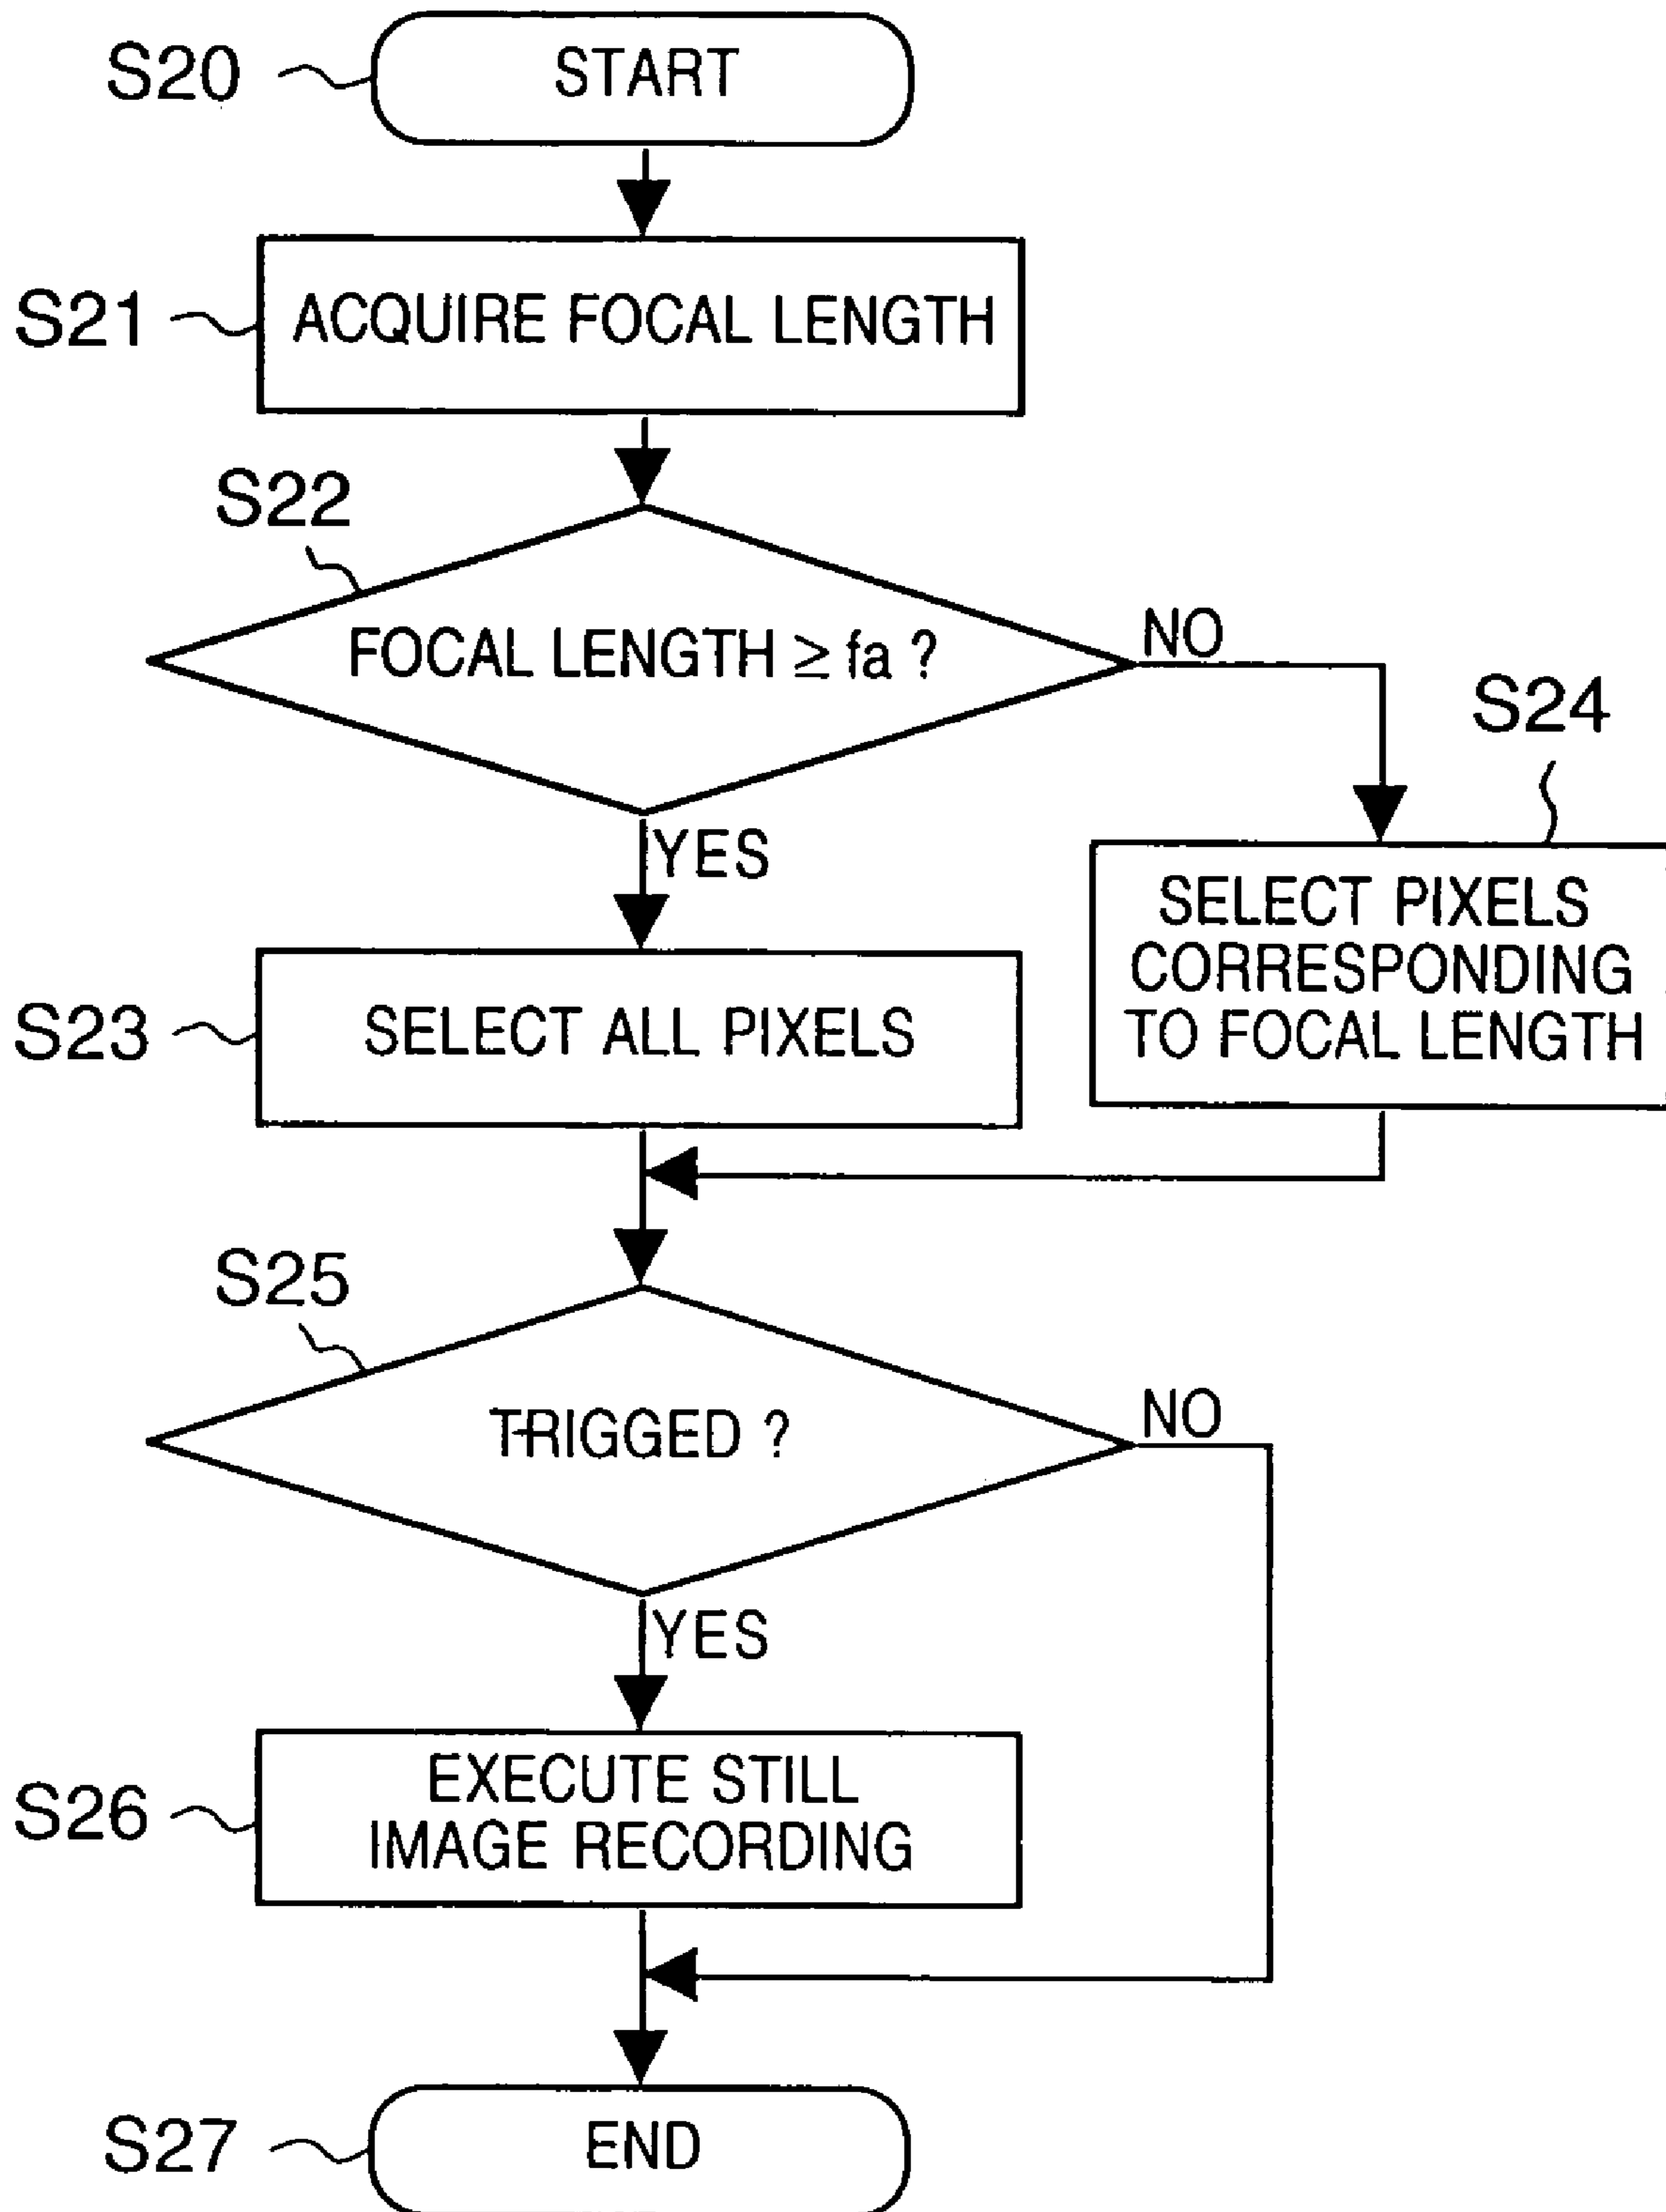 S20
START
S21
ACQUIRE FOCAL LENGTH
S22
FOCAL LENGTH ≥ fa ?
NO
YES
S24
SELECT PIXELS
CORRESPONDING
TO FOCAL LENGTH
S23
SELECT ALL PIXELS
S25
TRIGGED ?
NO
YES
S26
EXECUTE STILL
IMAGE RECORDING
S27
END